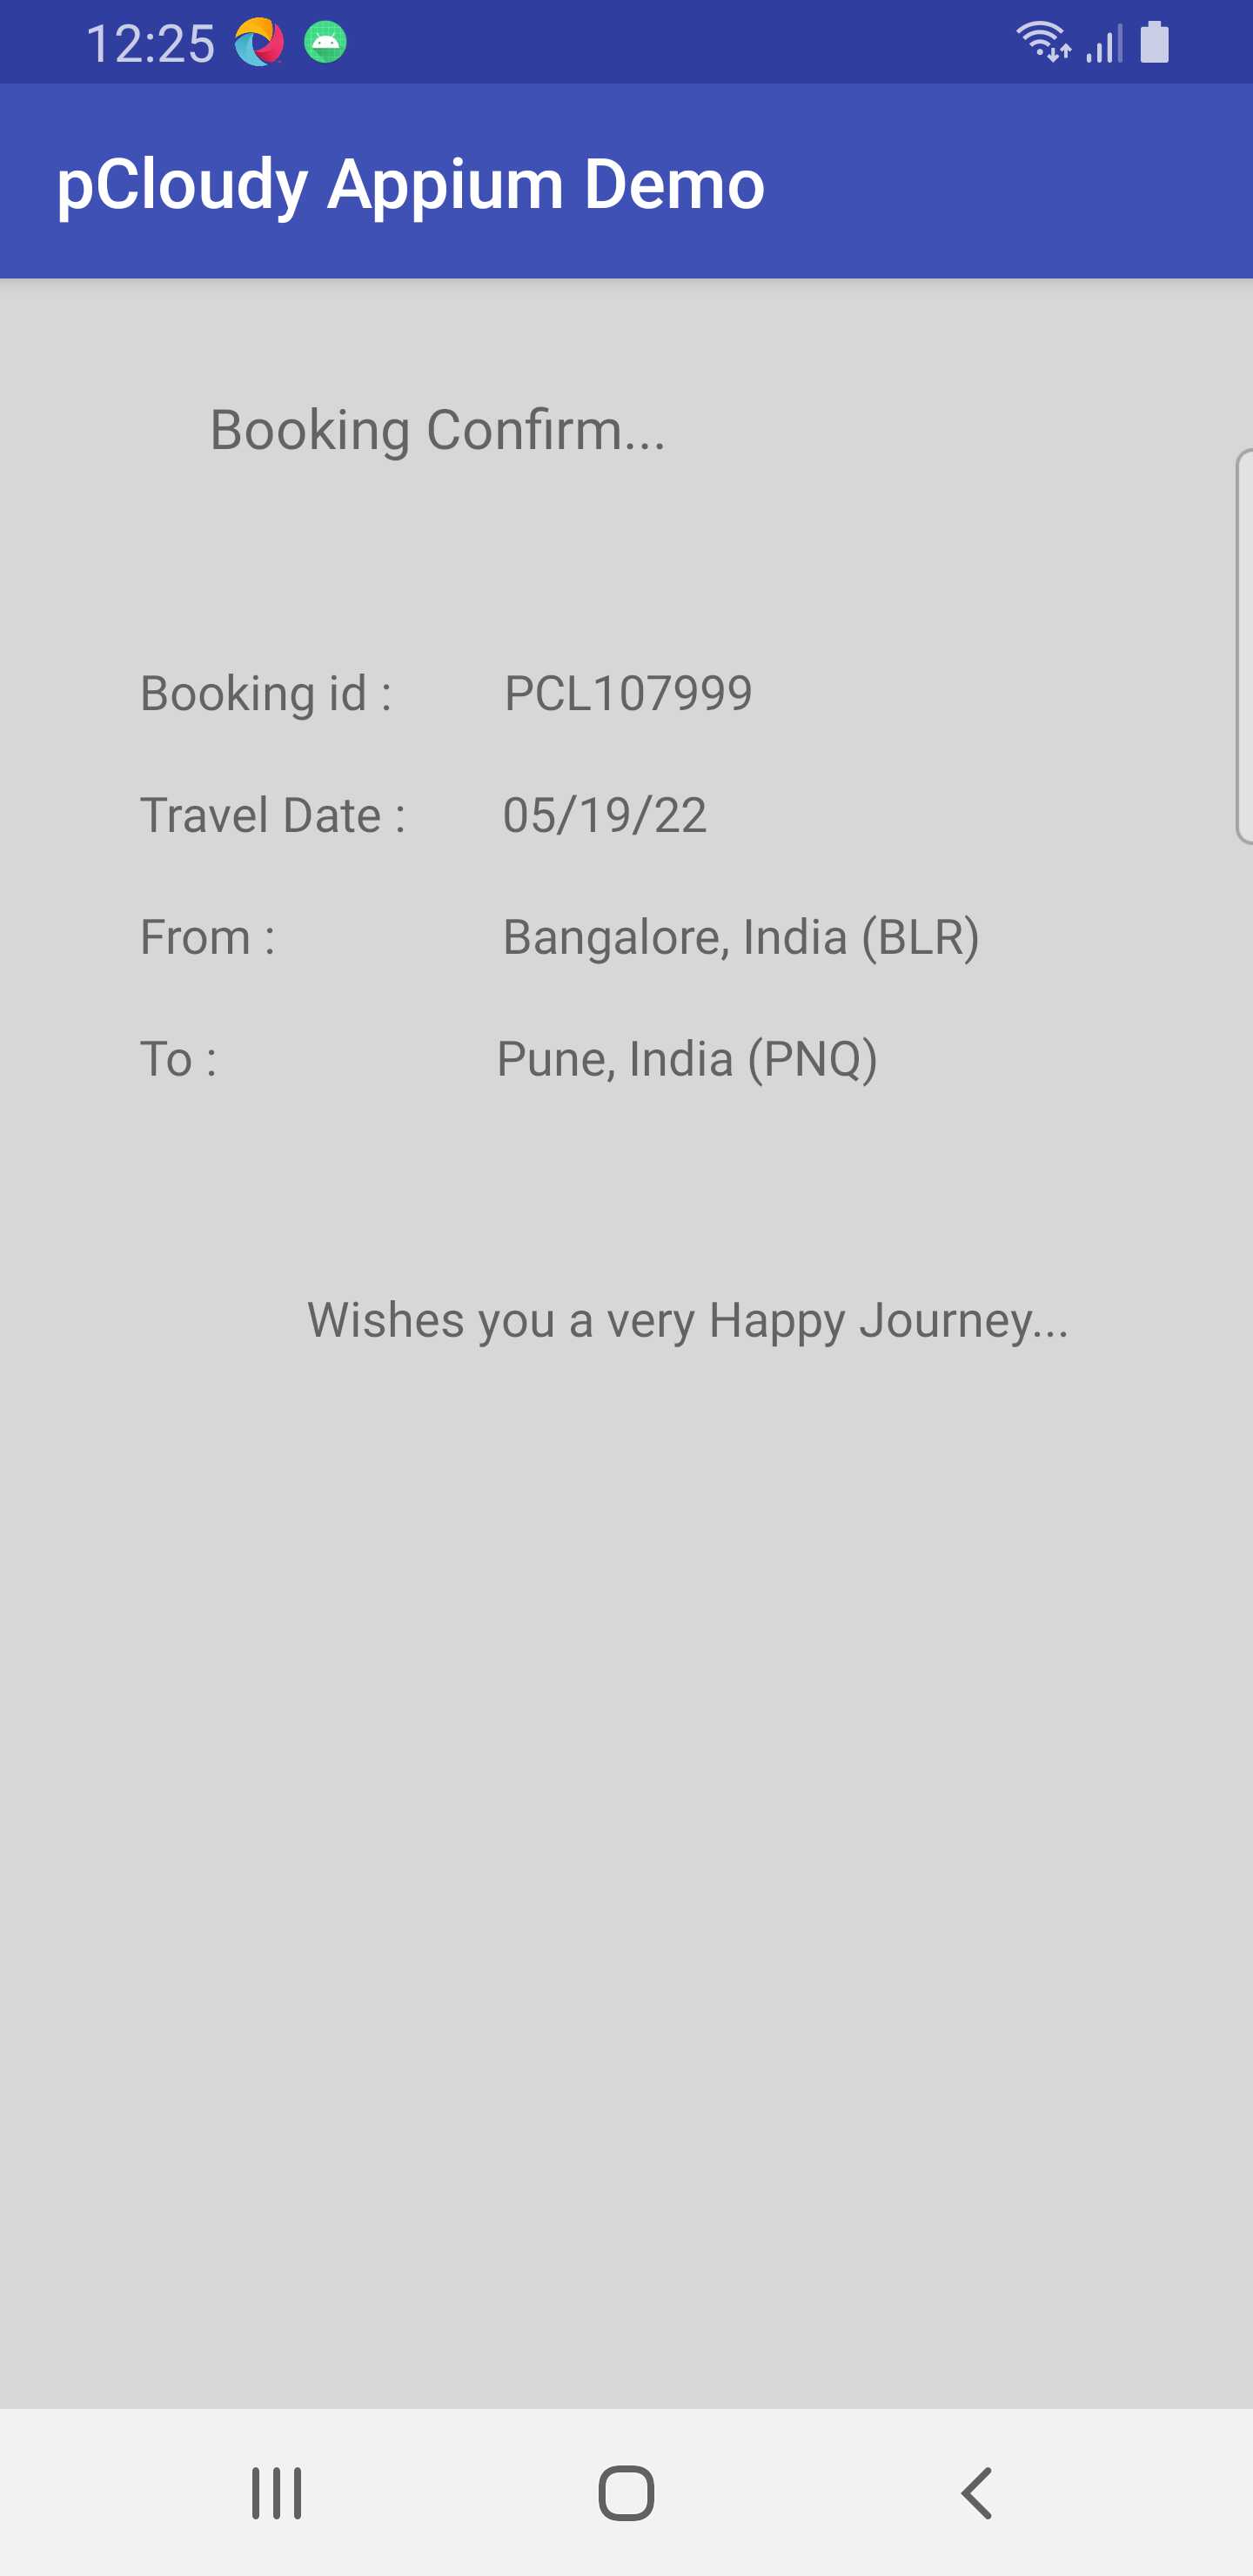 12:25
pCloudy Appium Demo
Booking Confirm...
Booking id : PCL107999
Travel Date : 05/19/22
From : Bangalore, India (BLR)
To : Pune, India (PNQ)
Wishes you a very Happy Journey...